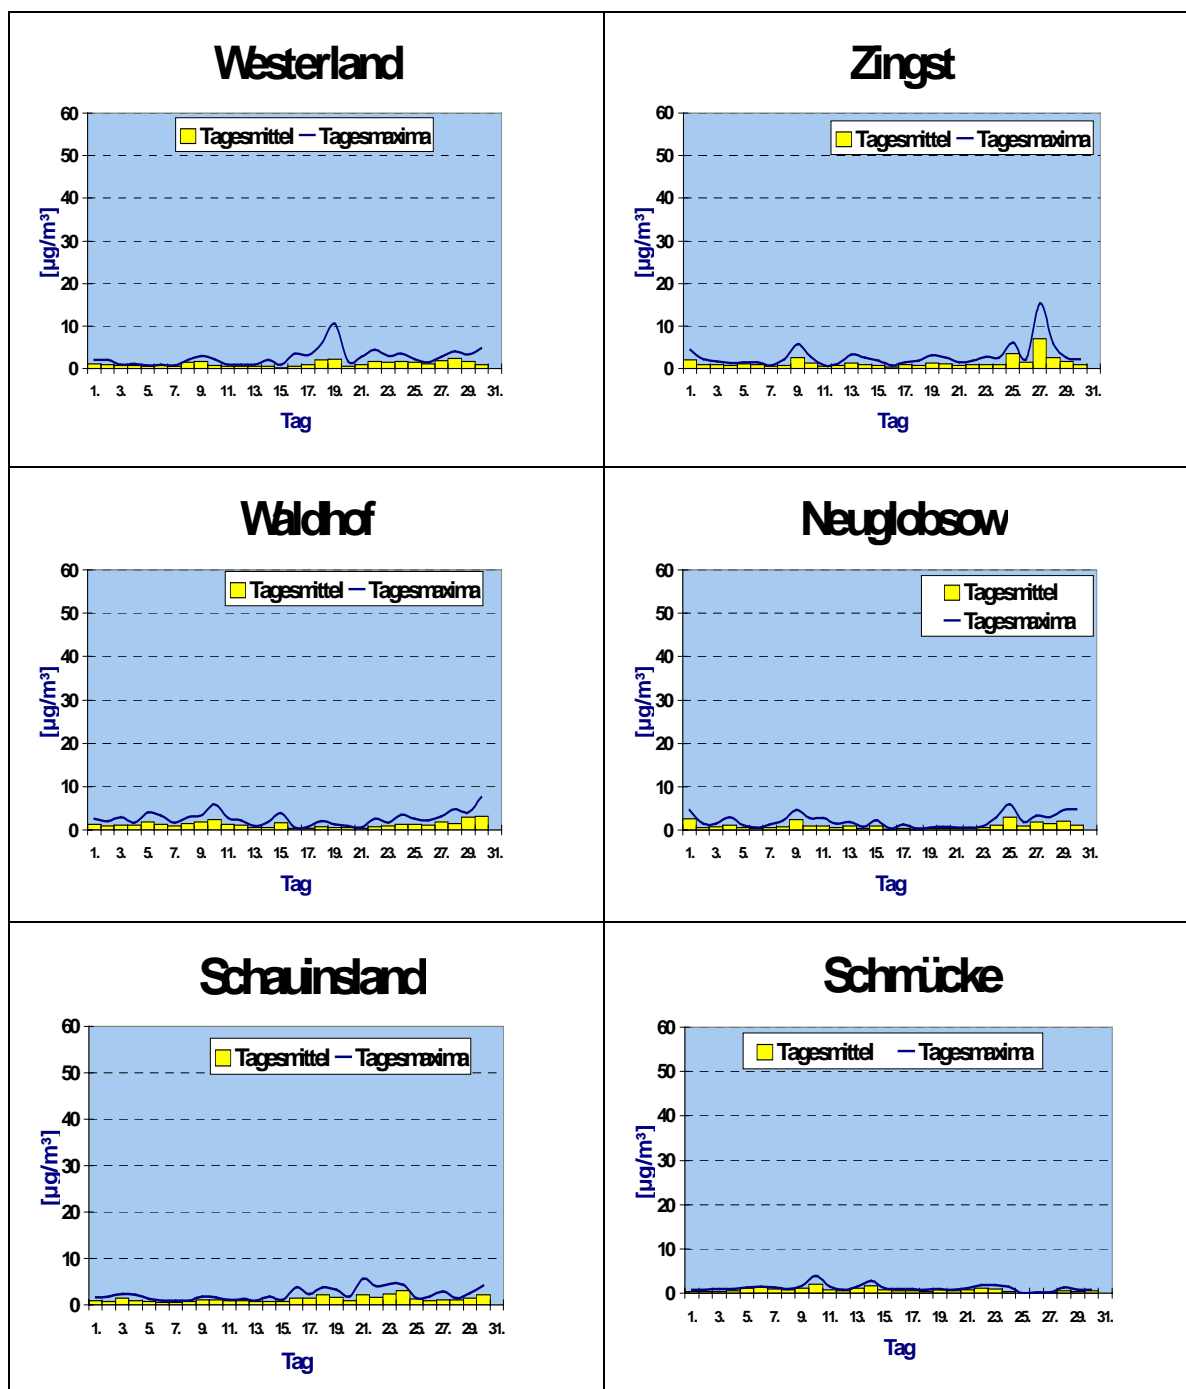 Westerland
60
50
40
30
20
10
0
[µg/m³]
Tagesmittel Tagesmaxima
1. 3. 5. 7. 9. 11. 13. 15. 17. 19. 21. 23. 25. 27. 29. 31.
Tag
Zingst
60
50
40
30
20
10
0
[µg/m³]
Tagesmittel Tagesmaxima
1. 3. 5. 7. 9. 11. 13. 15. 17. 19. 21. 23. 25. 27. 29. 31.
Tag
Waldhof
60
50
40
30
20
10
0
[µg/m³]
Tagesmittel Tagesmaxima
1. 3. 5. 7. 9. 11. 13. 15. 17. 19. 21. 23. 25. 27. 29. 31.
Tag
Neuglobsow
60
50
40
30
20
10
0
[µg/m³]
Tagesmittel
Tagesmaxima
1. 3. 5. 7. 9. 11. 13. 15. 17. 19. 21. 23. 25. 27. 29. 31.
Tag
Schauinsland
60
50
40
30
20
10
0
[µg/m³]
Tagesmittel Tagesmaxima
1. 3. 5. 7. 9. 11. 13. 15. 17. 19. 21. 23. 25. 27. 29. 31.
Tag
Schmücke
60
50
40
30
20
10
0
[µg/m³]
Tagesmittel Tagesmaxima
1. 3. 5. 7. 9. 11. 13. 15. 17. 19. 21. 23. 25. 27. 29. 31.
Tag